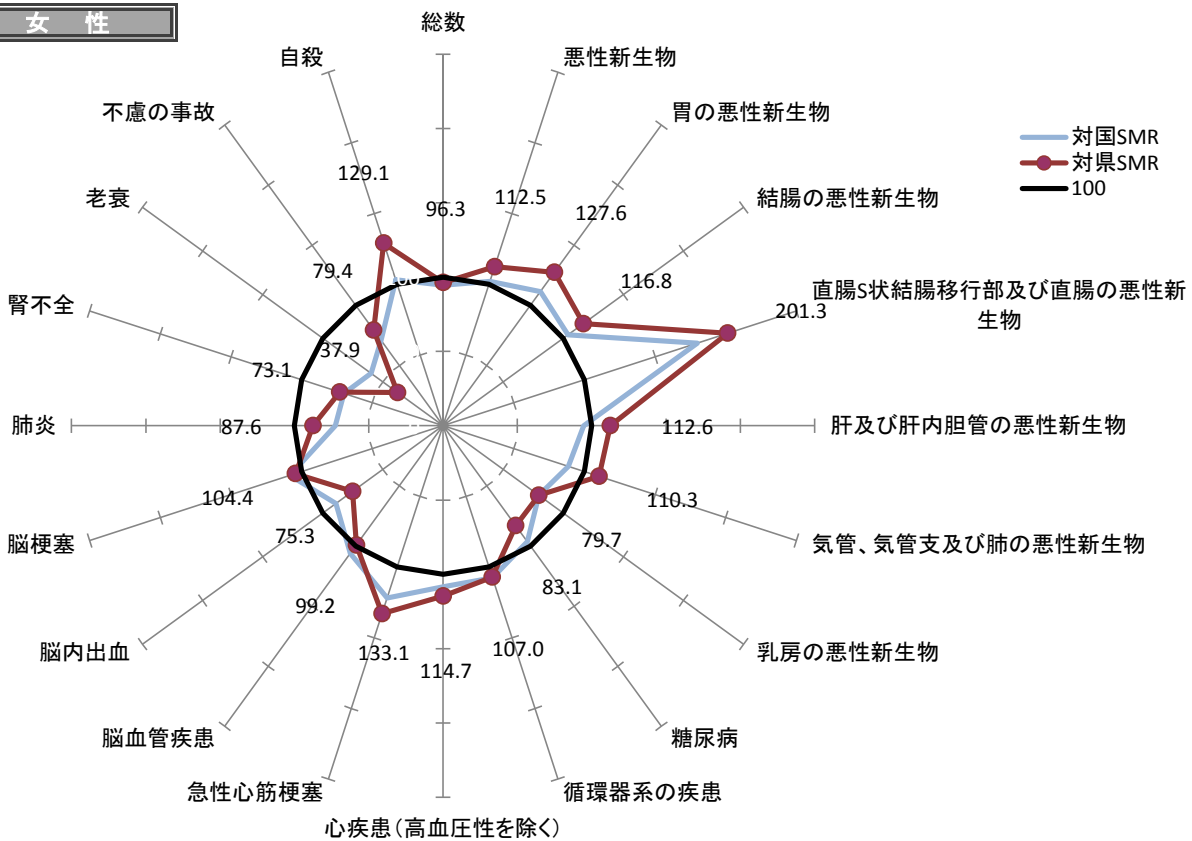 女 性
総数
悪性新生物
胃の悪性新生物
結腸の悪性新生物
直腸S状結腸移行部及び直腸の悪性新
生物
肝及び肝内胆管の悪性新生物
気管、気管支及び肺の悪性新生物
乳房の悪性新生物
糖尿病
循環器系の疾患
心疾患(高血圧性を除く)
急性心筋梗塞
脳血管疾患
脳内出血
脳梗塞
肺炎
腎不全
老衰
不慮の事故
自殺
対国SMR
対県SMR
100
96.3
112.5
127.6
116.8
201.3
112.6
110.3
79.7
83.1
107.0
114.7
133.1
99.2
75.3
104.4
87.6
73.1
37.9
79.4
129.1
100